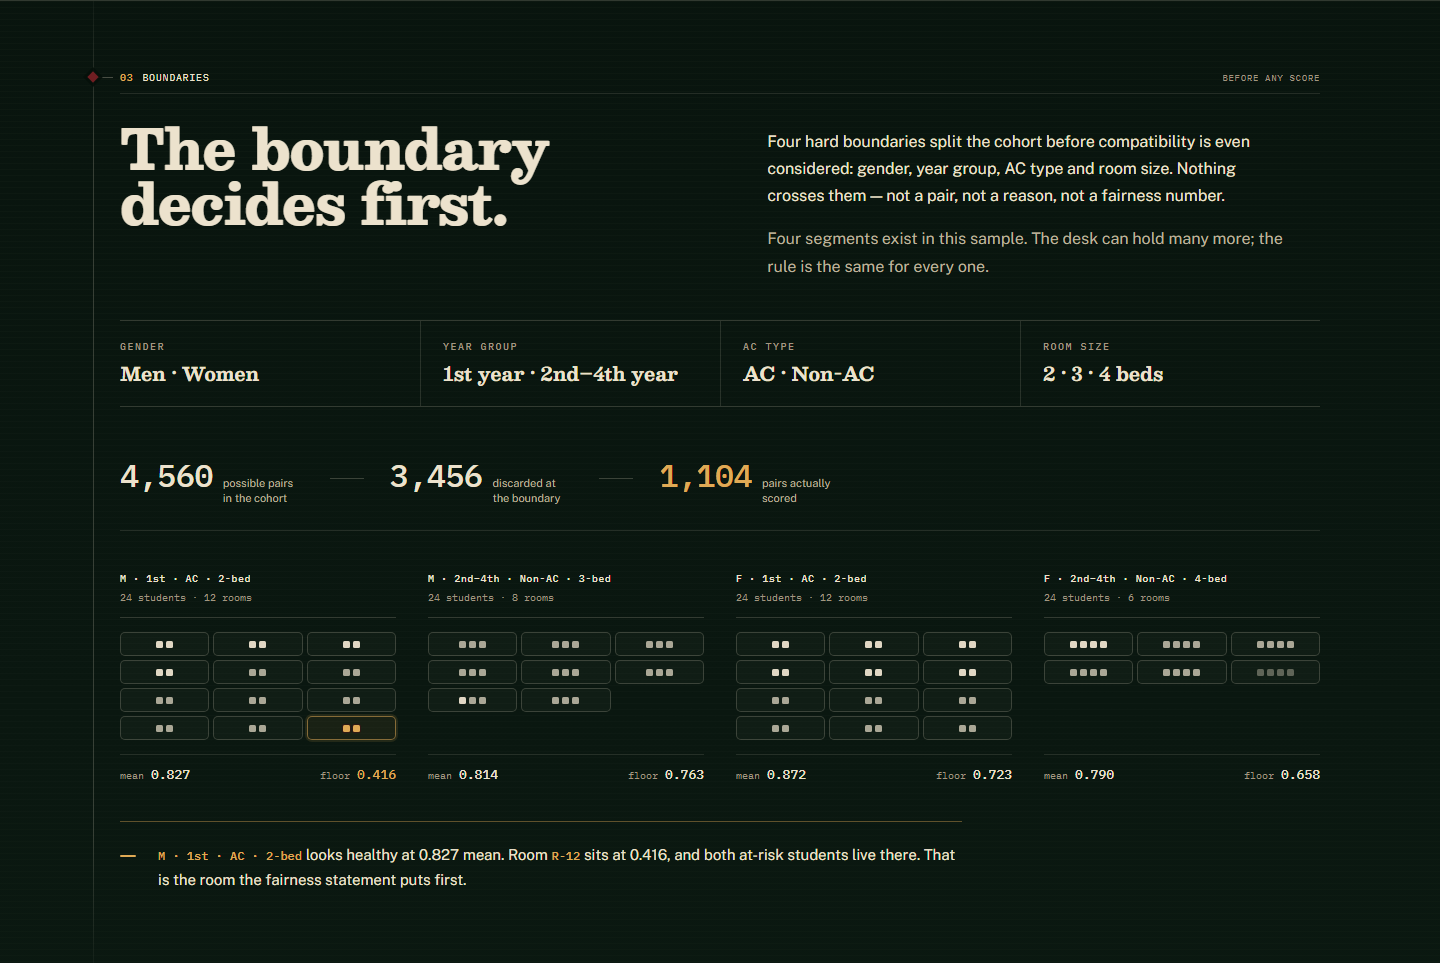 03 BOUNDARIES
BEFORE ANY SCORE
The boundary
decides first.
Four hard boundaries split the cohort before compatibility is even
considered: gender, year group, AC type and room size. Nothing
crosses them — not a pair, not a reason, not a fairness number.
Four segments exist in this sample. The desk can hold many more; the
rule is the same for every one.
GENDER
Men · Women
YEAR GROUP
1st year · 2nd–4th year
AC TYPE
AC · Non-AC
ROOM SIZE
2 · 3 · 4 beds
4,560 possible pairs
in the cohort
3,456 discarded at
the boundary
1,104 pairs actually
scored
M · 1st · AC · 2-bed
24 students · 12 rooms
mean 0.827 floor 0.416
M · 2nd–4th · Non-AC · 3-bed
24 students · 8 rooms
mean 0.814 floor 0.763
F · 1st · AC · 2-bed
24 students · 12 rooms
mean 0.872 floor 0.723
F · 2nd–4th · Non-AC · 4-bed
24 students · 6 rooms
mean 0.790 floor 0.658
— M · 1st · AC · 2-bed looks healthy at 0.827 mean. Room R-12 sits at 0.416, and both at-risk students live there. That
is the room the fairness statement puts first.